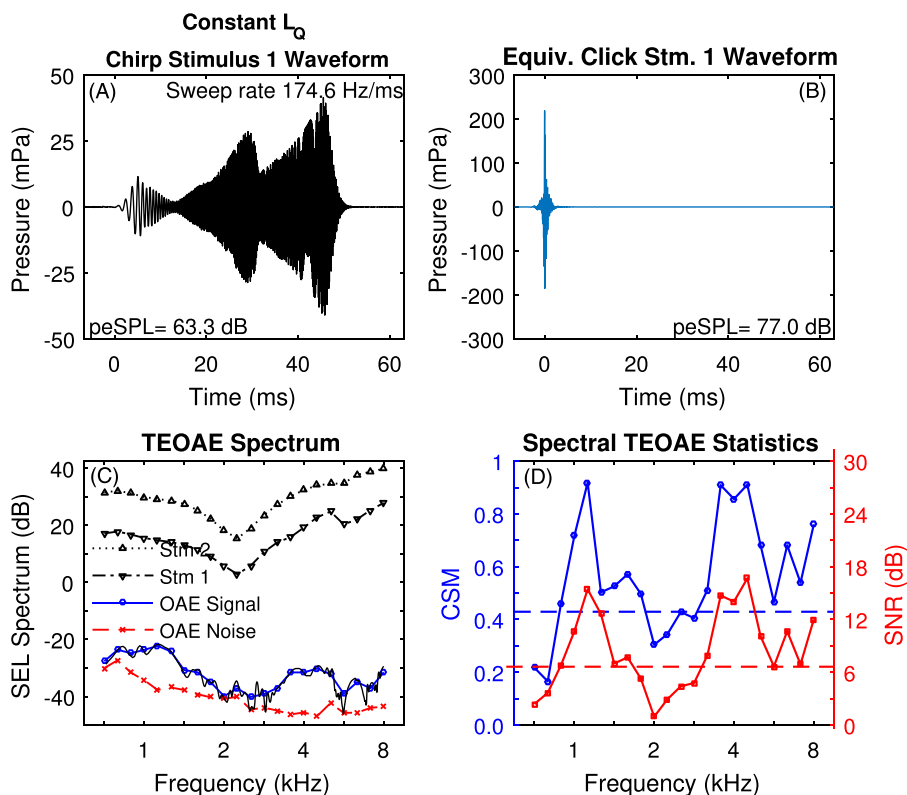 Constant L_Q
Chirp Stimulus 1 Waveform
(A)
Sweep rate 174.6 Hz/ms
50
25
0
-25
-50
Pressure (mPa)
peSPL= 63.3 dB
0 20 40 60
Time (ms)
Equiv. Click Stm. 1 Waveform
(B)
300
200
100
0
-100
-200
-300
Pressure (mPa)
peSPL= 77.0 dB
0 20 40 60
Time (ms)
TEOAE Spectrum
(C)
40
20
0
-20
-40
SEL Spectrum (dB)
Stm 2
Stm 1
OAE Signal
OAE Noise
1 2 4 8
Frequency (kHz)
Spectral TEOAE Statistics
(D)
1
0.8
0.6
0.4
0.2
0.0
CSM
30
24
18
12
6
0
SNR (dB)
1 2 4 8
Frequency (kHz)